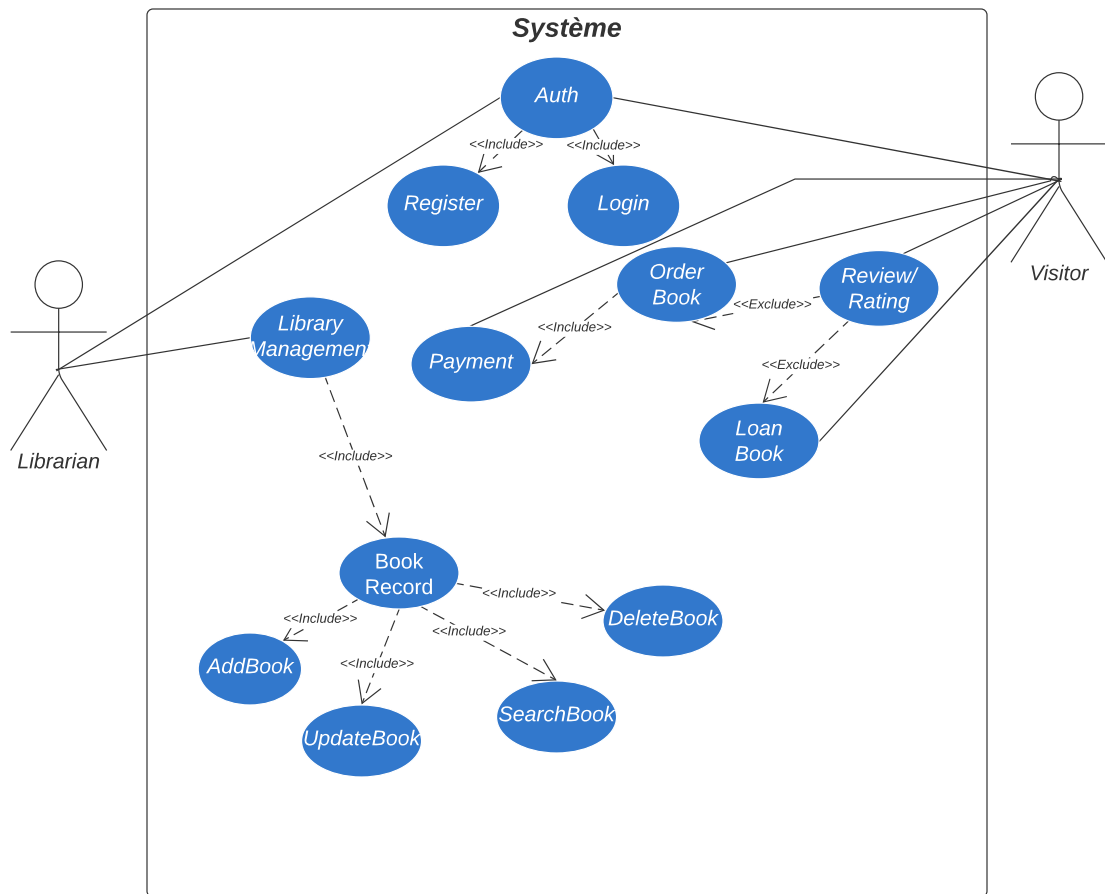 Système
Auth
<<Include>>
<<Include>>
Register
Login
Visitor
Order
Book
Review/
Rating
<<Exclude>>
<<Include>>
Library
Management
Payment
<<Exclude>>
Loan
Book
Librarian
<<Include>>
Book
Record
<<Include>>
DeleteBook
<<Include>>
<<Include>>
<<Include>>
AddBook
SearchBook
UpdateBook